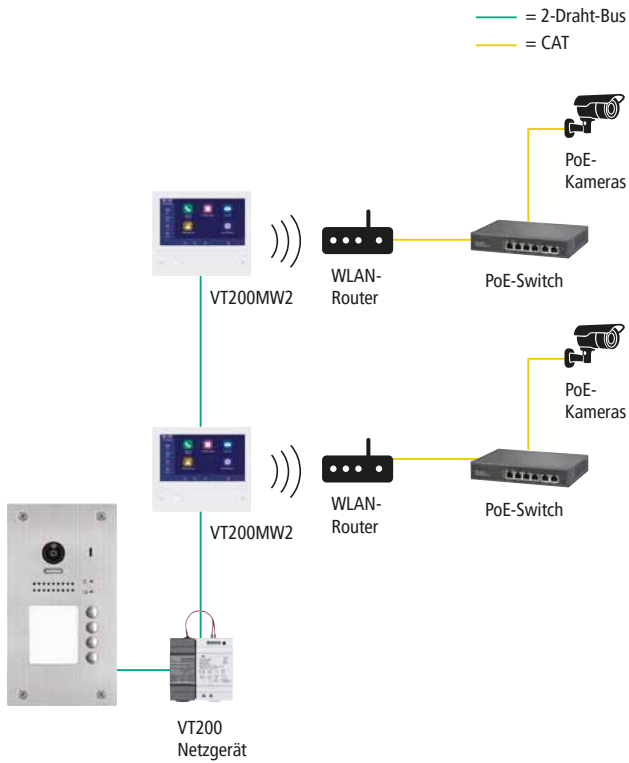 = 2-Draht-Bus
= CAT
PoE-
Kameras
VT200MW2
WLAN-
Router
PoE-Switch
PoE-
Kameras
VT200MW2
WLAN-
Router
PoE-Switch
VT200
Netzgerät